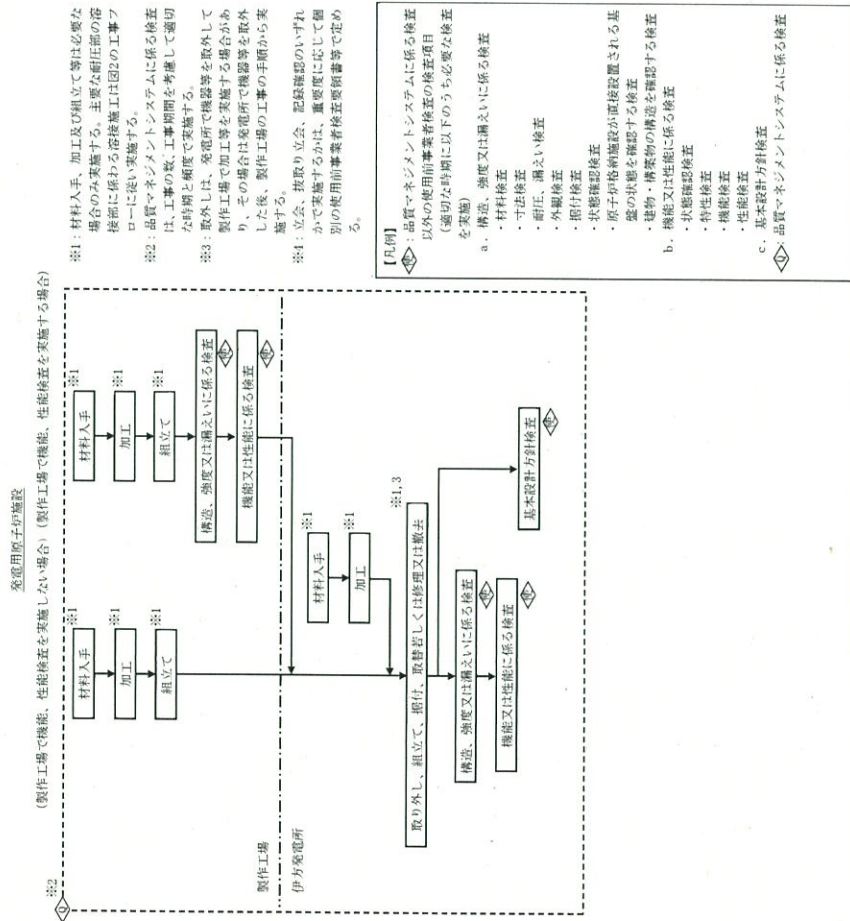 発電用原子炉施設
(製作工場で機能、性能検査を実施しない場合)(製作工場で機能、性能検査を実施する場合)
※2
Q
材料入手
※1
加工
※1
組立て
※1
材料入手
※1
加工
※1
組立て
※1
構造、強度又は漏えいに係る検査
使
機能又は性能に係る検査
使
製作工場
伊方発電所
材料入手
※1
加工
※1
取り外し、組立て、据付、取替若しくは修理又は撤去
※1,3
構造、強度又は漏えいに係る検査
使
機能又は性能に係る検査
使
基本設計方針検査
使
※1:材料入手、加工及び組立て等は必要な
場合のみ実施する。主要な耐圧部の溶
接部に係わる溶接施工は図2の工事フ
ローに従い実施する。
※2:品質マネジメントシステムに係る検査
は、工事の数、工事期間を考慮して適切
な時期と頻度で実施する。
※3:取外しは、発電所で機器等を取外して
製作工場で加工等を実施する場合があ
り、その場合は発電所で機器等を取外
した後、製作工場の工事の手順から実
施する。
※4:立会、抜取り立会、記録確認のいずれ
かで実施するかは、重要度に応じて個
別の使用前事業者検査要領書等で定め
る。
【凡例】
使:品質マネジメントシステムに係る検査
以外の使用前事業者検査の検査項目
(適切な時期に以下のうち必要な検査
を実施)
a.構造、強度又は漏えいに係る検査
・材料検査
・寸法検査
・耐圧、漏えい検査
・外観検査
・据付検査
・状態確認検査
・原子炉格納施設が直接設置される基
盤の状態を確認する検査
・建物・構築物の構造を確認する検査
b.機能又は性能に係る検査
・状態確認検査
・特性検査
・機能検査
・性能検査
c.基本設計方針検査
Q:品質マネジメントシステムに係る検査